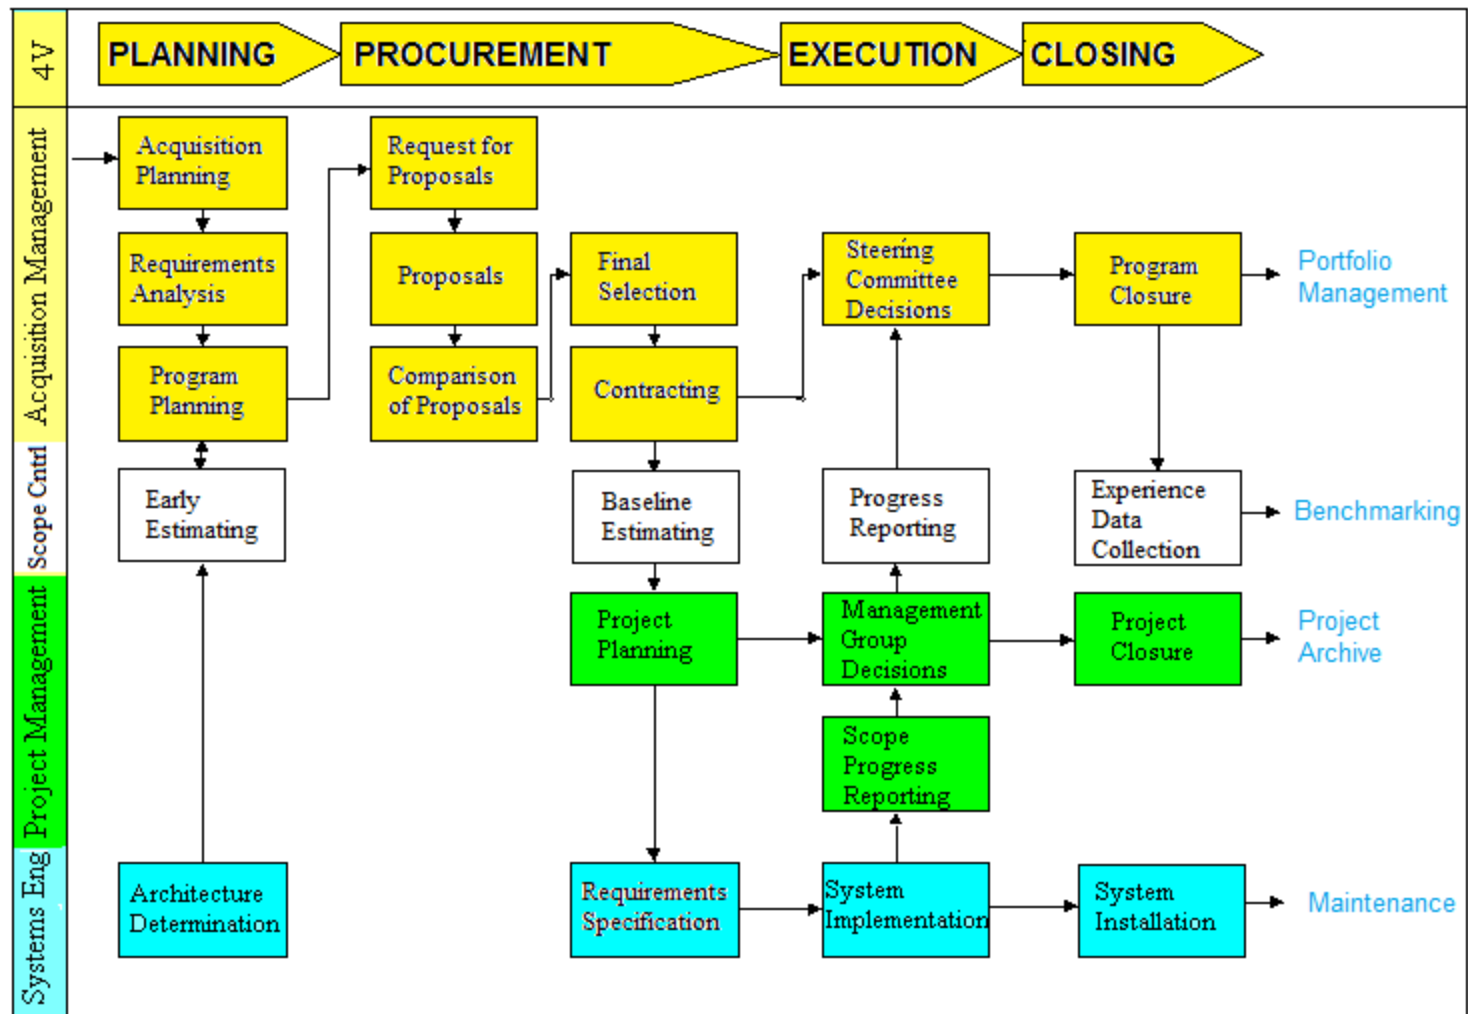 4V
PLANNING
PROCUREMENT
EXECUTION
CLOSING
Acquisition Management
Acquisition
Planning
Request for
Proposals
Requirements
Analysis
Proposals
Final
Selection
Steering
Committee
Decisions
Program
Closure
Portfolio
Management
Program
Planning
Comparison
of Proposals
Contracting
Scope Cntrl
Early
Estimating
Baseline
Estimating
Progress
Reporting
Experience
Data
Collection
Benchmarking
Project Management
Project
Planning
Management
Group
Decisions
Project
Closure
Project
Archive
Scope
Progress
Reporting
Systems Eng
Architecture
Determination
Requirements
Specification
System
Implementation
System
Installation
Maintenance